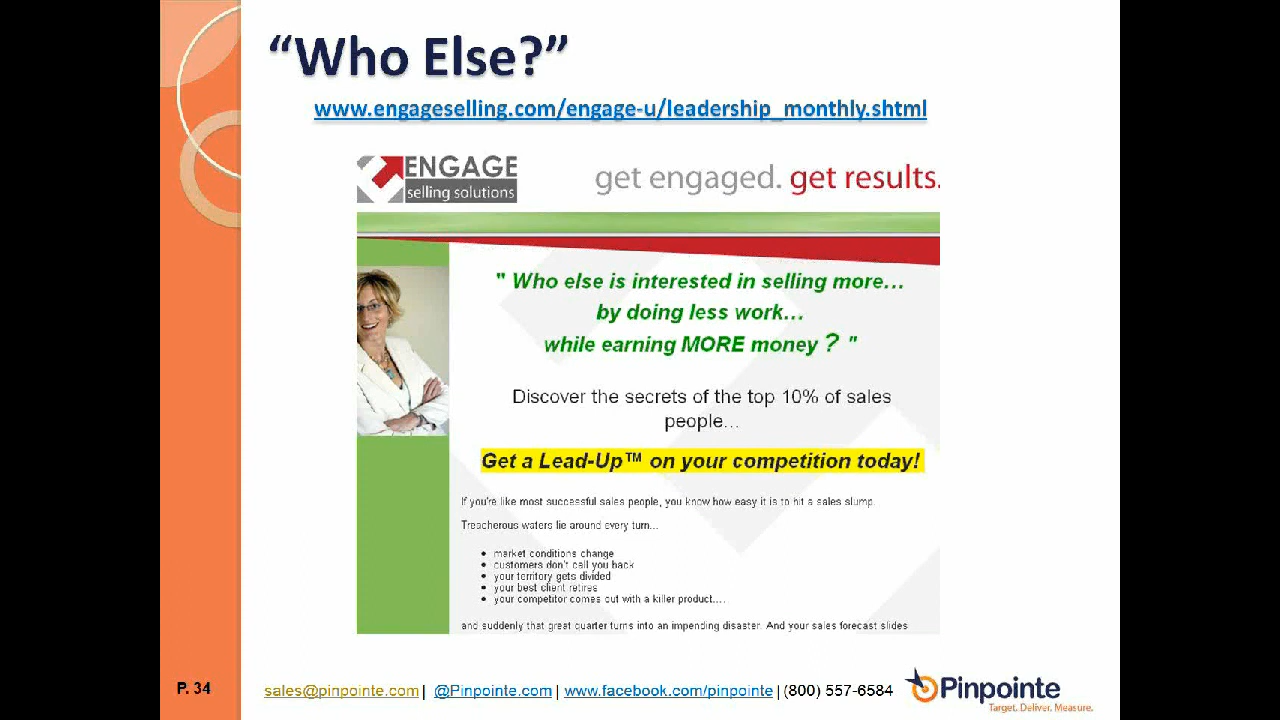 “Who Else?”
www.engageselling.com/engage-u/leadership_monthly.shtml
ENGAGE
selling solutions
get engaged. get results.
" Who else is interested in selling more...
by doing less work...
while earning MORE money ? "
Discover the secrets of the top 10% of sales
people...
Get a Lead-Up™ on your competition today!
If you're like most successful sales people, you know how easy it is to hit a sales slump.
Treacherous waters lie around every turn...
• market conditions change
• customers don't call you back
• your territory gets divided
• your best client retires
• your competitor comes out with a killer product....
and suddenly that great quarter turns into an impending disaster. And your sales forecast slides
P. 34
sales@pinpointe.com | @Pinpointe.com | www.facebook.com/pinpointe | (800) 557-6584
Pinpointe
Target. Deliver. Measure.